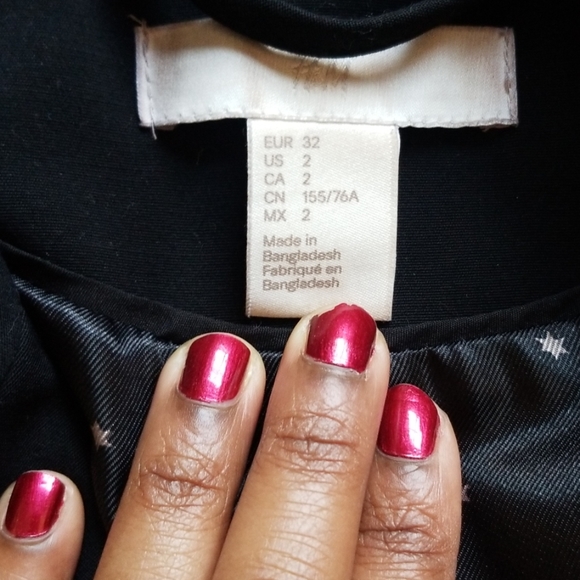 H&M
EUR 32
US 2
CA 2
CN 155/76A
MX 2
Made in
Bangladesh
Fabriqué en
Bangladesh